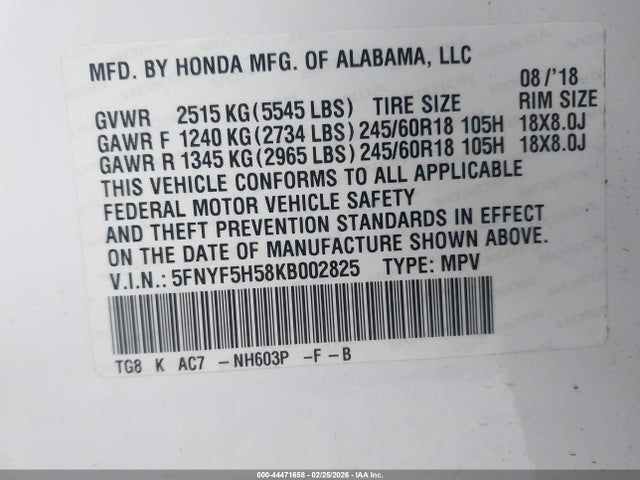 MFD. BY HONDA MFG. OF ALABAMA, LLC
08/'18
GVWR 2515 KG(5545 LBS) TIRE SIZE RIM SIZE
GAWR F 1240 KG(2734 LBS) 245/60R18 105H 18X8.0J
GAWR R 1345 KG(2965 LBS) 245/60R18 105H 18X8.0J
THIS VEHICLE CONFORMS TO ALL APPLICABLE
FEDERAL MOTOR VEHICLE SAFETY
AND THEFT PREVENTION STANDARDS IN EFFECT
ON THE DATE OF MANUFACTURE SHOWN ABOVE.
V.I.N.: 5FNYF5H58KB002825 TYPE: MPV
TG8 K AC7 -NH603P -F-B
000-44471658 - 02/25/2026 - IAA Inc.